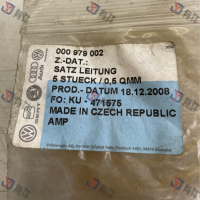 000 979 002
Z.-DAT.:
SATZ LEITUNG
5 STUECK / 0,5 QMM
PROD.- DATUM 18.12.2008
FO: KU - 471575
MADE IN CZECH REPUBLIC
AMP
SEAT